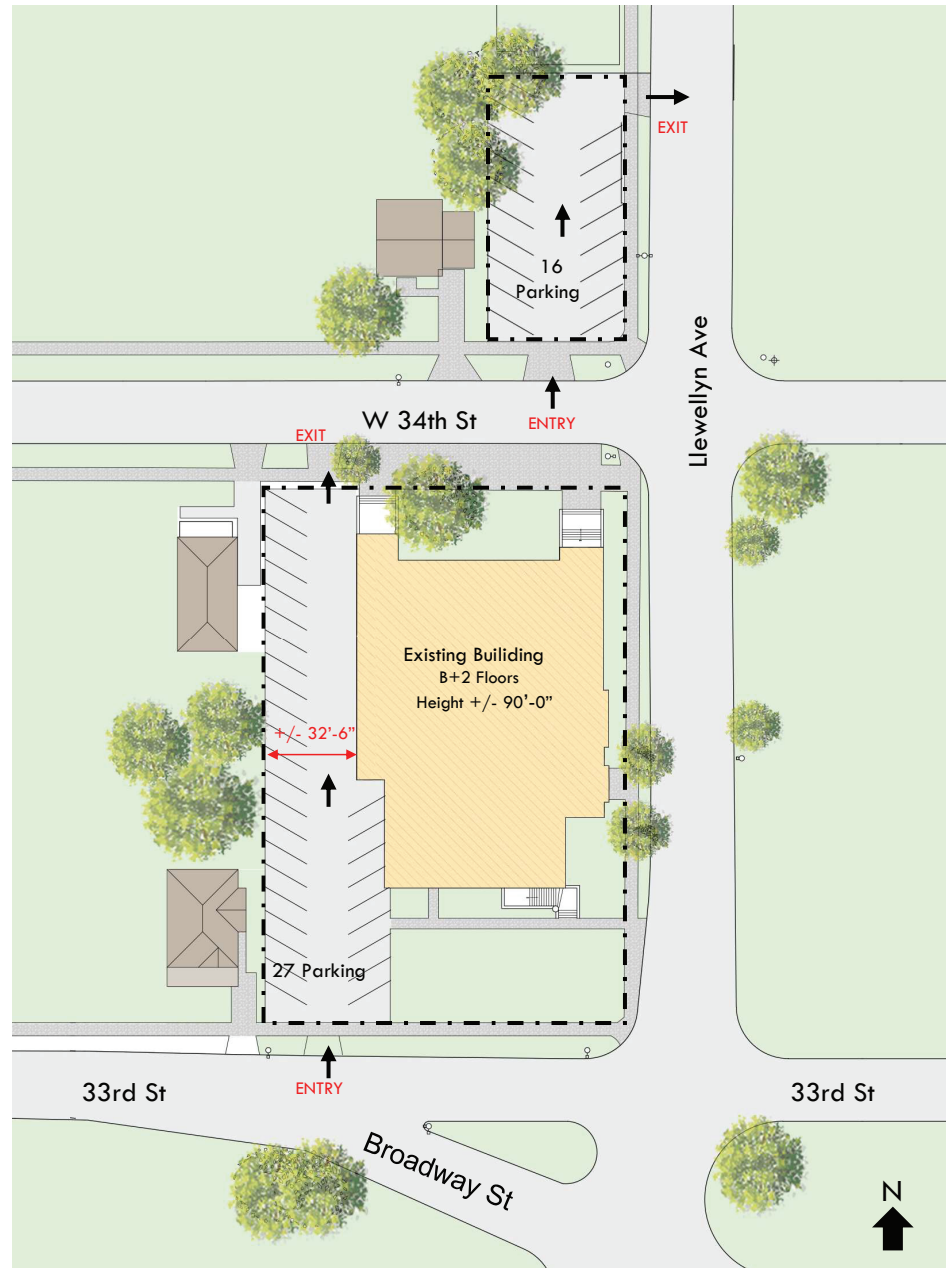 EXIT
16
Parking
Llewellyn Ave
W 34th St
ENTRY
EXIT
Existing Builiding
B+2 Floors
Height +/- 90'-0”
+/- 32'-6”
27 Parking
ENTRY
33rd St
33rd St
Broadway St
N